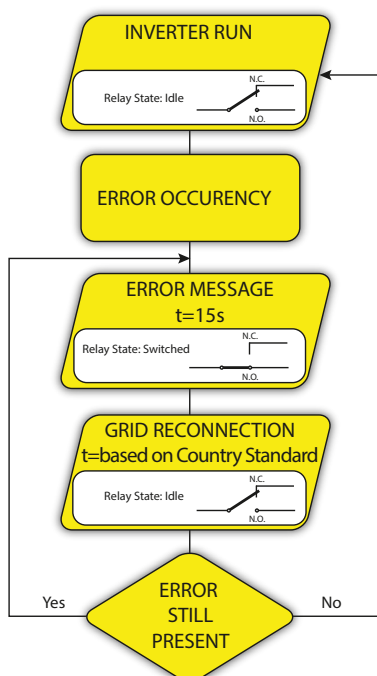 INVERTER RUN
N.C.
Relay State: Idle
N.O.
ERROR OCCURENCY
ERROR MESSAGE
t=15s
N.C.
Relay State: Switched
N.O.
GRID RECONNECTION
t=based on Country Standard
N.C.
Relay State: Idle
N.O.
Yes
ERROR
STILL
PRESENT
No